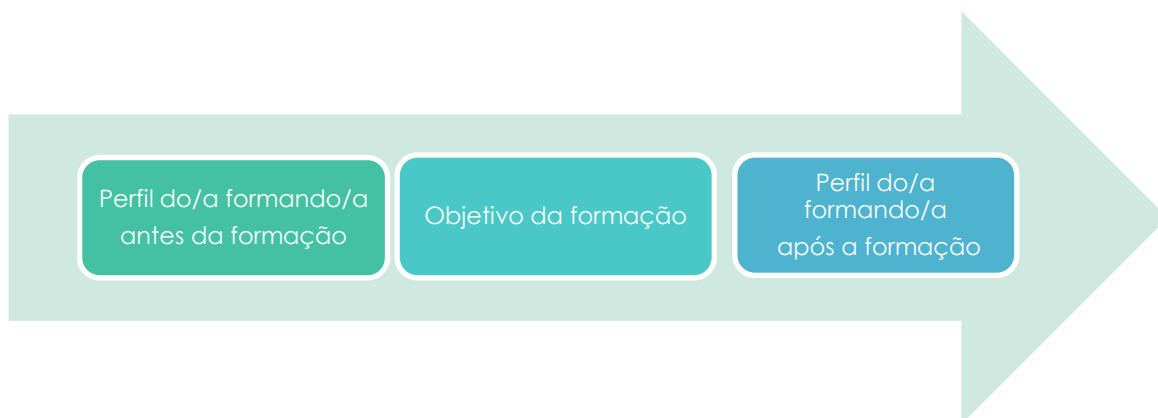 Perfil do/a formando/a
antes da formação
Objetivo da formação
Perfil do/a
formando/a
após a formação